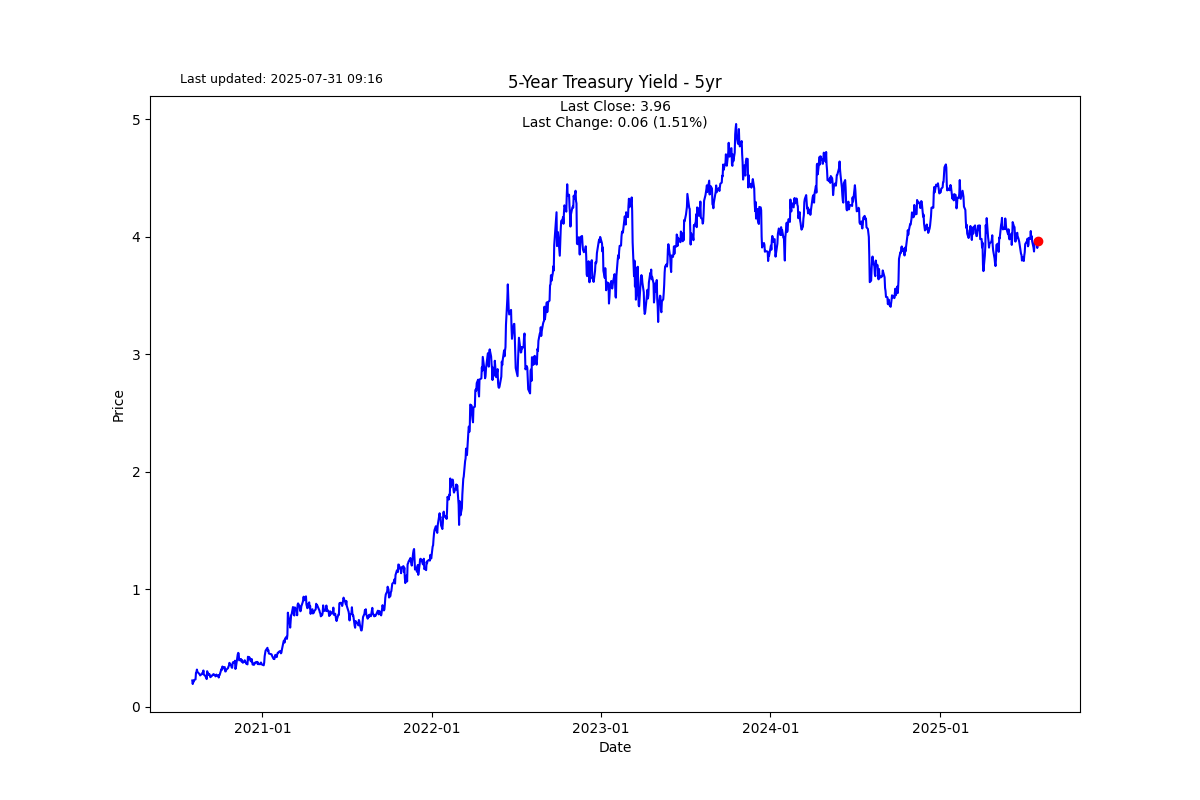 Last updated: 2025-07-31 09:16
5-Year Treasury Yield - 5yr
Last Close: 3.96
Last Change: 0.06 (1.51%)
5
4
3
2
1
0
Price
2021-01
2022-01
2023-01
2024-01
2025-01
Date